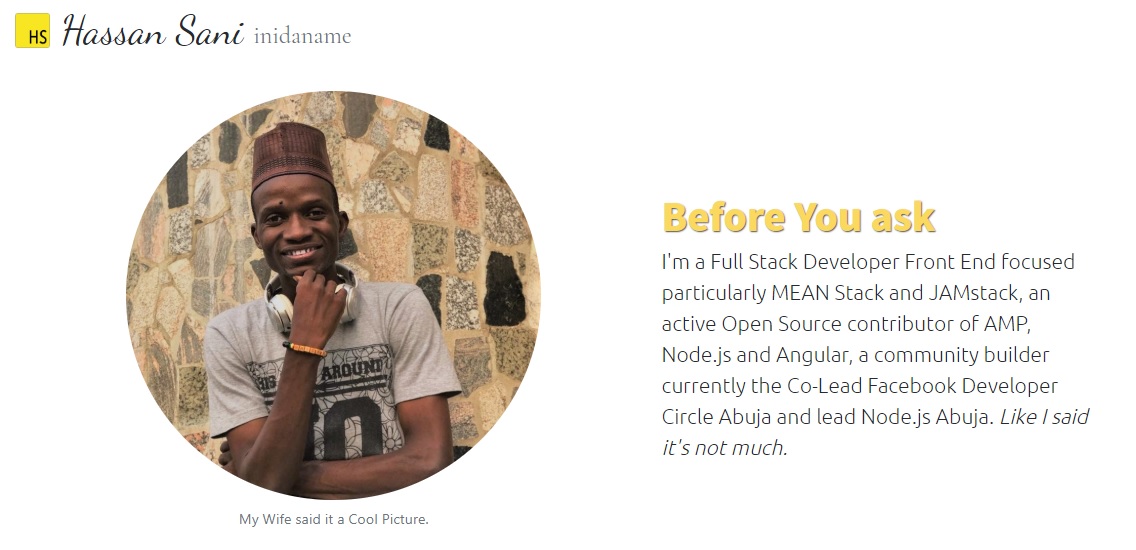 HS Hassan Sani inidaname
Before You ask
I'm a Full Stack Developer Front End focused
particularly MEAN Stack and JAMstack, an
active Open Source contributor of AMP,
Node.js and Angular, a community builder
currently the Co-Lead Facebook Developer
Circle Abuja and lead Node.js Abuja. Like I said
it's not much.
AROUND
My Wife said it a Cool Picture.